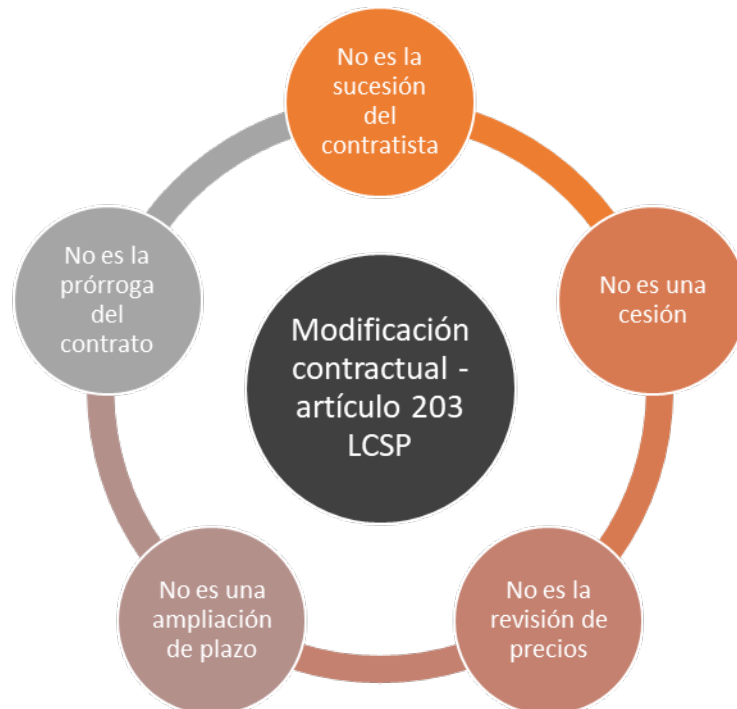 No es la
sucesión
del
contratista
No es una
cesión
No es la
revisión de
precios
No es una
ampliación
de plazo
No es la
prórroga
del
contrato
Modificación
contractual -
artículo 203
LCSP